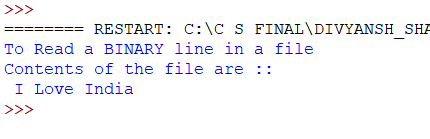 >>>
======== RESTART: C:\C S FINAL\DIVYANSH_SHA
To Read a BINARY line in a file
Contents of the file are ::
 I Love India
>>>